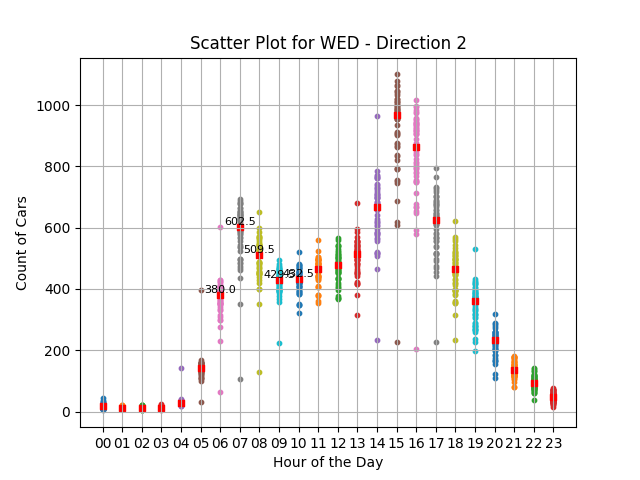 Scatter Plot for WED - Direction 2
Count of Cars
1000
800
600
400
200
0
602.5
509.5
380.0
429.5
432.5
00 01 02 03 04 05 06 07 08 09 10 11 12 13 14 15 16 17 18 19 20 21 22 23
Hour of the Day